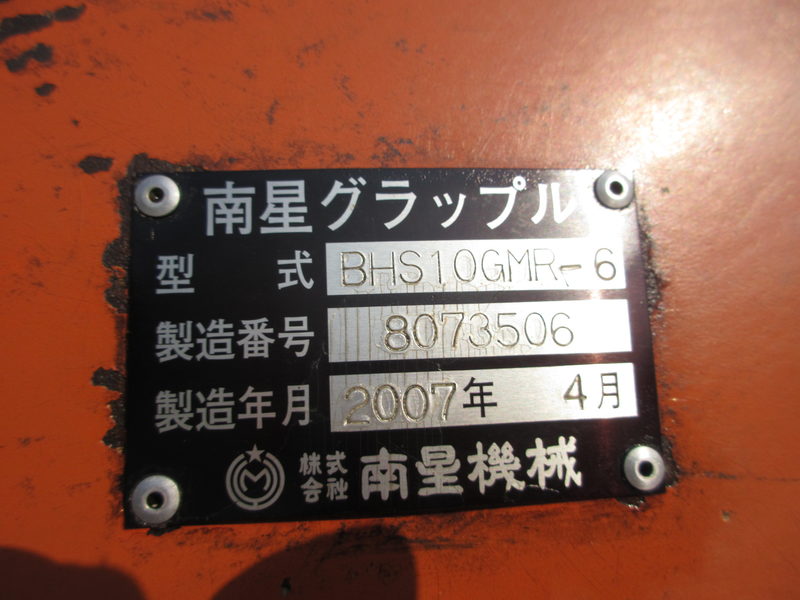 南星グラップル
型式 BHS10GMR-6
製造番号 8073506
製造年月 2007年 4月
株式会社 南星機械